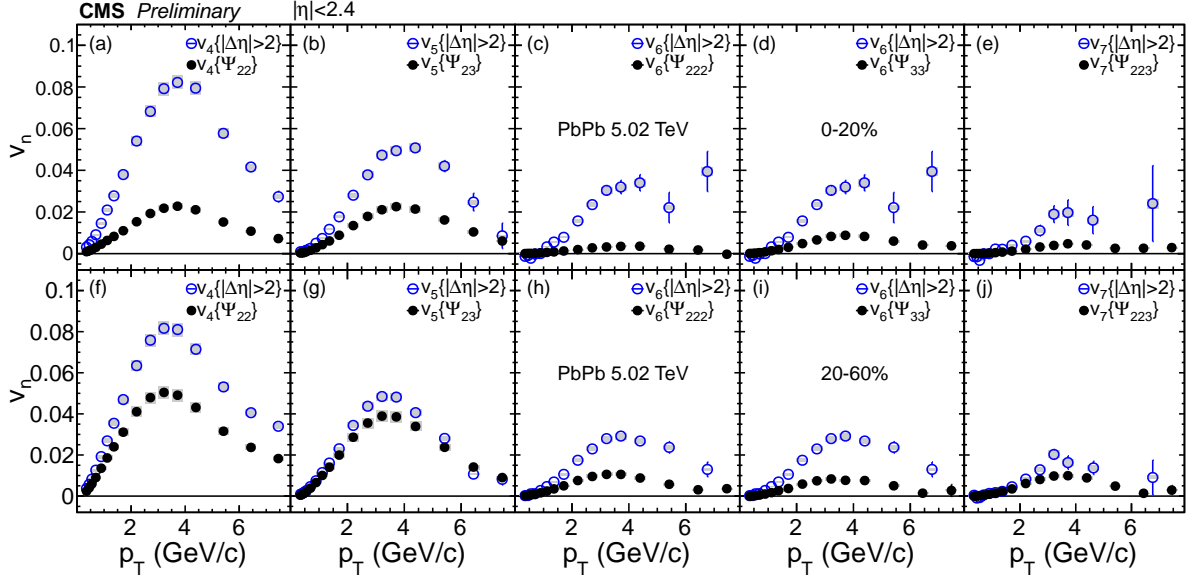 CMS Preliminary |η|<2.4
(a) v4{|Δη|>2} (b) v5{|Δη|>2} (c) v6{|Δη|>2} (d) v6{|Δη|>2} (e) v7{|Δη|>2}
v4{Ψ22} v5{Ψ23} v6{Ψ222} v6{Ψ33} v7{Ψ223}
0.1
0.08
0.06 PbPb 5.02 TeV 0-20%
vn
0.04
0.02
0
(f) v4{|Δη|>2} (g) v5{|Δη|>2} (h) v6{|Δη|>2} (i) v6{|Δη|>2} (j) v7{|Δη|>2}
v4{Ψ22} v5{Ψ23} v6{Ψ222} v6{Ψ33} v7{Ψ223}
0.1
0.08
0.06 PbPb 5.02 TeV 20-60%
vn
0.04
0.02
0
2 4 6 2 4 6 2 4 6 2 4 6 2 4 6
pT (GeV/c) pT (GeV/c) pT (GeV/c) pT (GeV/c) pT (GeV/c)